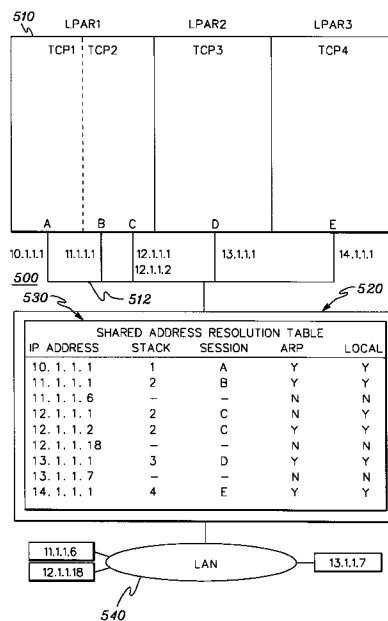 510 LPAR1 LPAR2 LPAR3
TCP1 TCP2 TCP3 TCP4
A B C D E
10.1.1.1 11.1.1.1 12.1.1.1 13.1.1.1 14.1.1.1
12.1.1.2
500 512 520
530
SHARED ADDRESS RESOLUTION TABLE
IP ADDRESS STACK SESSION ARP LOCAL
10. 1. 1. 1 1 A Y Y
11. 1. 1. 1 2 B Y Y
11. 1. 1. 6 – – N N
12. 1. 1. 1 2 C N Y
12. 1. 1. 2 2 C Y Y
12. 1. 1. 18 – – N N
13. 1. 1. 1 3 D Y Y
13. 1. 1. 7 – – N N
14. 1. 1. 1 4 E Y Y
11.1.1.6
12.1.1.18
LAN
13.1.1.7
540